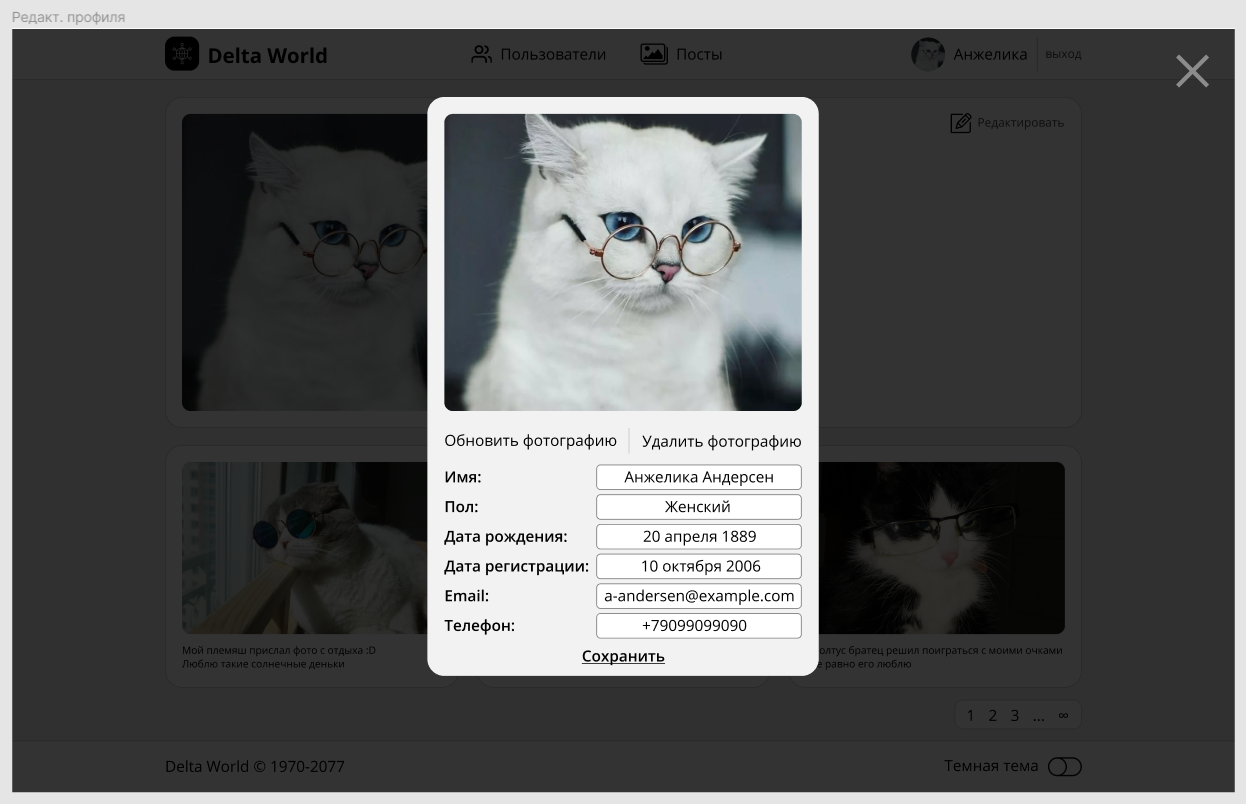 Редакт. профиля
Delta World
Пользователи
Посты
Анжелика
выход
Редактировать
Обновить фотографию
Удалить фотографию
Имя:
Анжелика Андерсен
Пол:
Женский
Дата рождения:
20 апреля 1889
Дата регистрации:
10 октября 2006
Email:
a-andersen@example.com
Телефон:
+79099099090
Сохранить
Мой племяш прислал фото с отдыха :D
Люблю такие солнечные деньки
братец решил поиграться с моими очками
равно его люблю
1 2 3 ... ∞
Delta World © 1970-2077
Темная тема